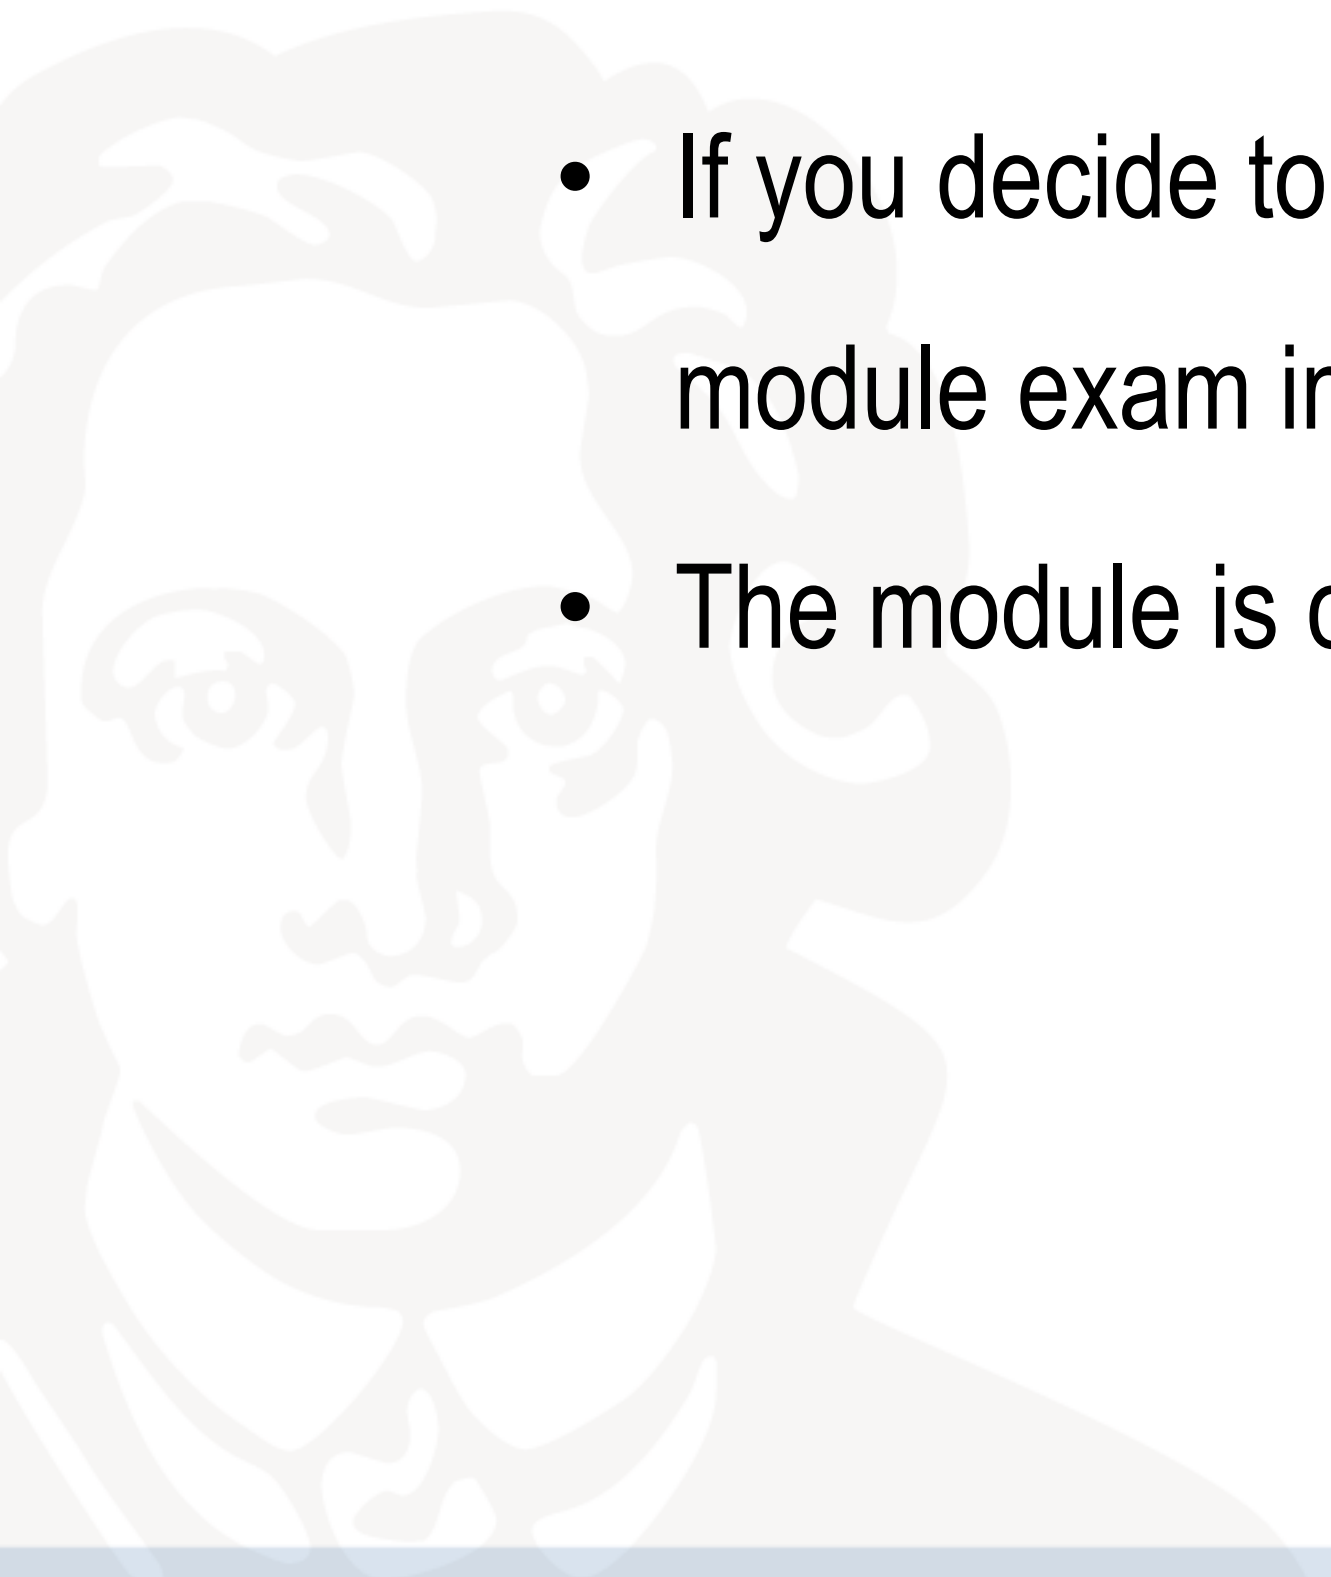 • If you decide to
module exam
• The module is